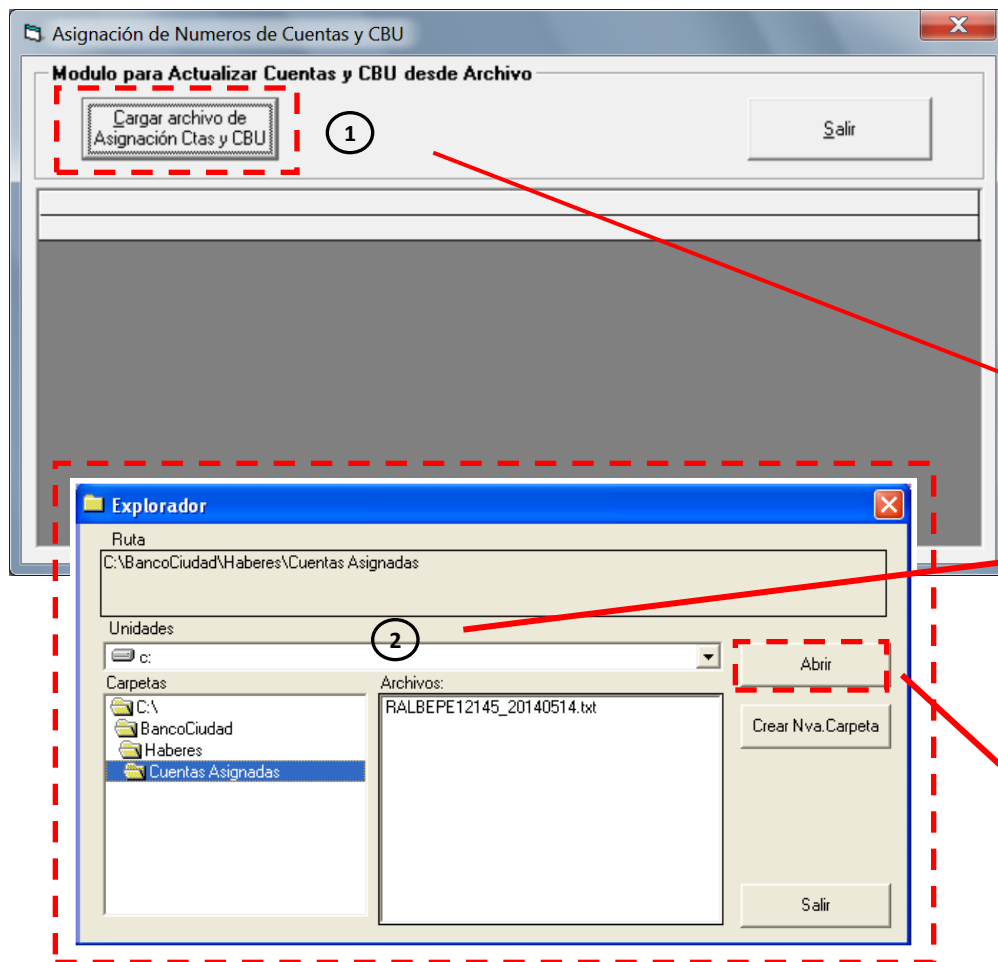 Asignación de Numeros de Cuentas y CBU
X
Modulo para Actualizar Cuentas y CBU desde Archivo
Cargar archivo de
Asignación Ctas y CBU
1
Salir
Explorador
Ruta
C:\BancoCiudad\Haberes\Cuentas Asignadas
Unidades
2
c:
Abrir
Carpetas
Archivos:
C:\
BancoCiudad
Haberes
Cuentas Asignadas
RALBEPE12145_20140514.txt
Crear Nva.Carpeta
Salir